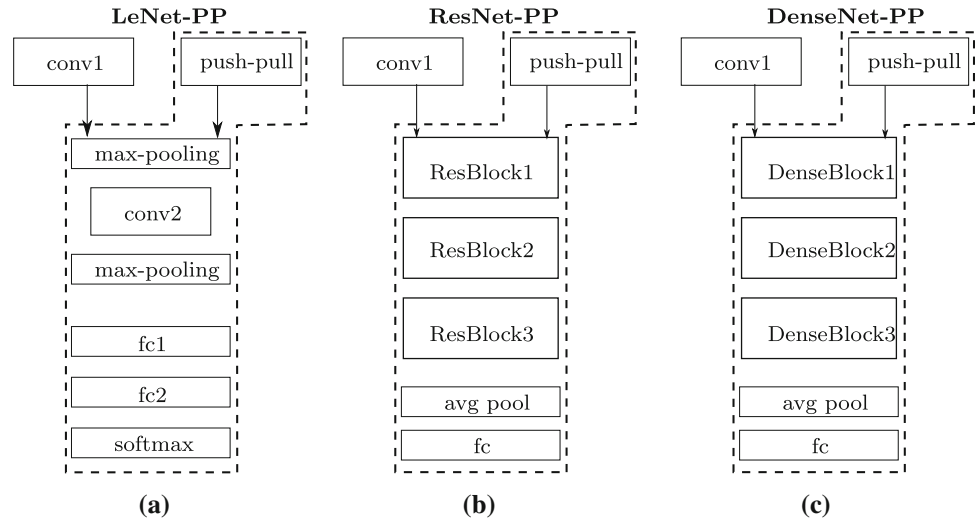 LeNet-PP
conv1
push-pull
max-pooling
conv2
max-pooling
fc1
fc2
softmax
(a)
ResNet-PP
conv1
push-pull
ResBlock1
ResBlock2
ResBlock3
avg pool
fc
(b)
DenseNet-PP
conv1
push-pull
DenseBlock1
DenseBlock2
DenseBlock3
avg pool
fc
(c)